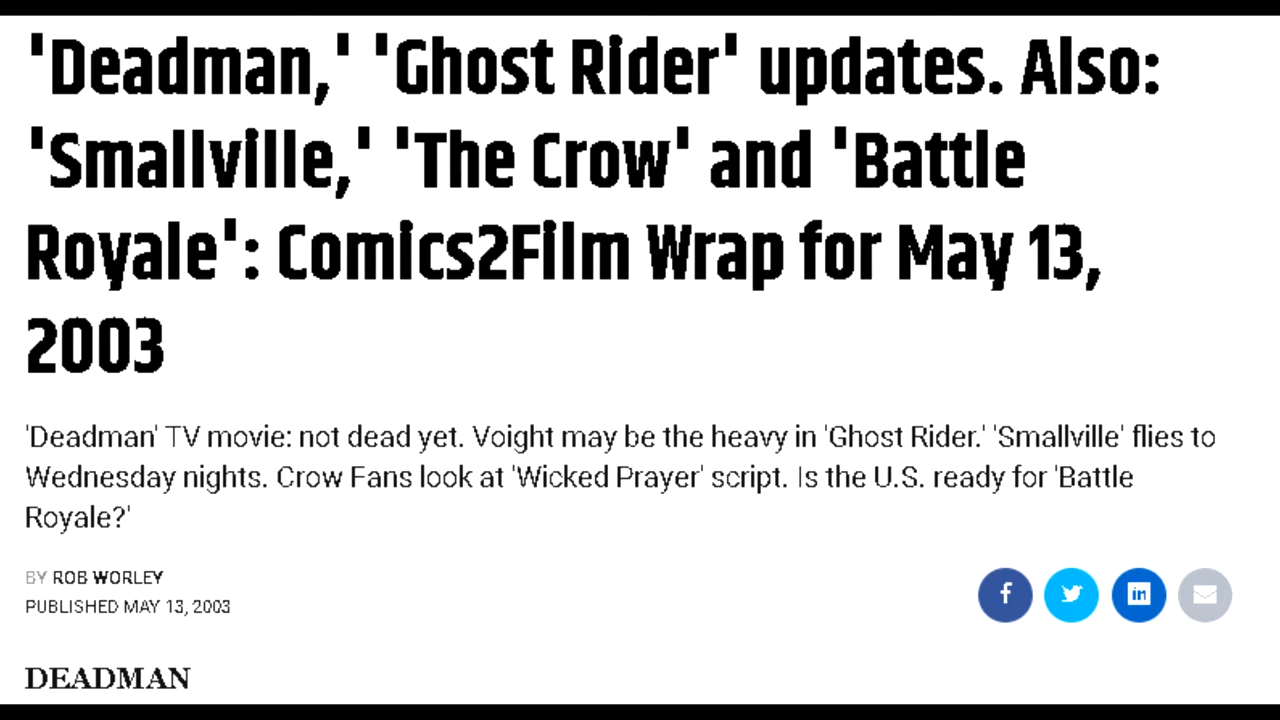 'Deadman,' 'Ghost Rider' updates. Also:
'Smallville,' 'The Crow' and 'Battle
Royale': Comics2Film Wrap for May 13,
2003
'Deadman' TV movie: not dead yet. Voight may be the heavy in 'Ghost Rider.' 'Smallville' flies to
Wednesday nights. Crow Fans look at 'Wicked Prayer' script. Is the U.S. ready for 'Battle
Royale?'
BY ROB WORLEY
PUBLISHED MAY 13, 2003
f
in
DEADMAN